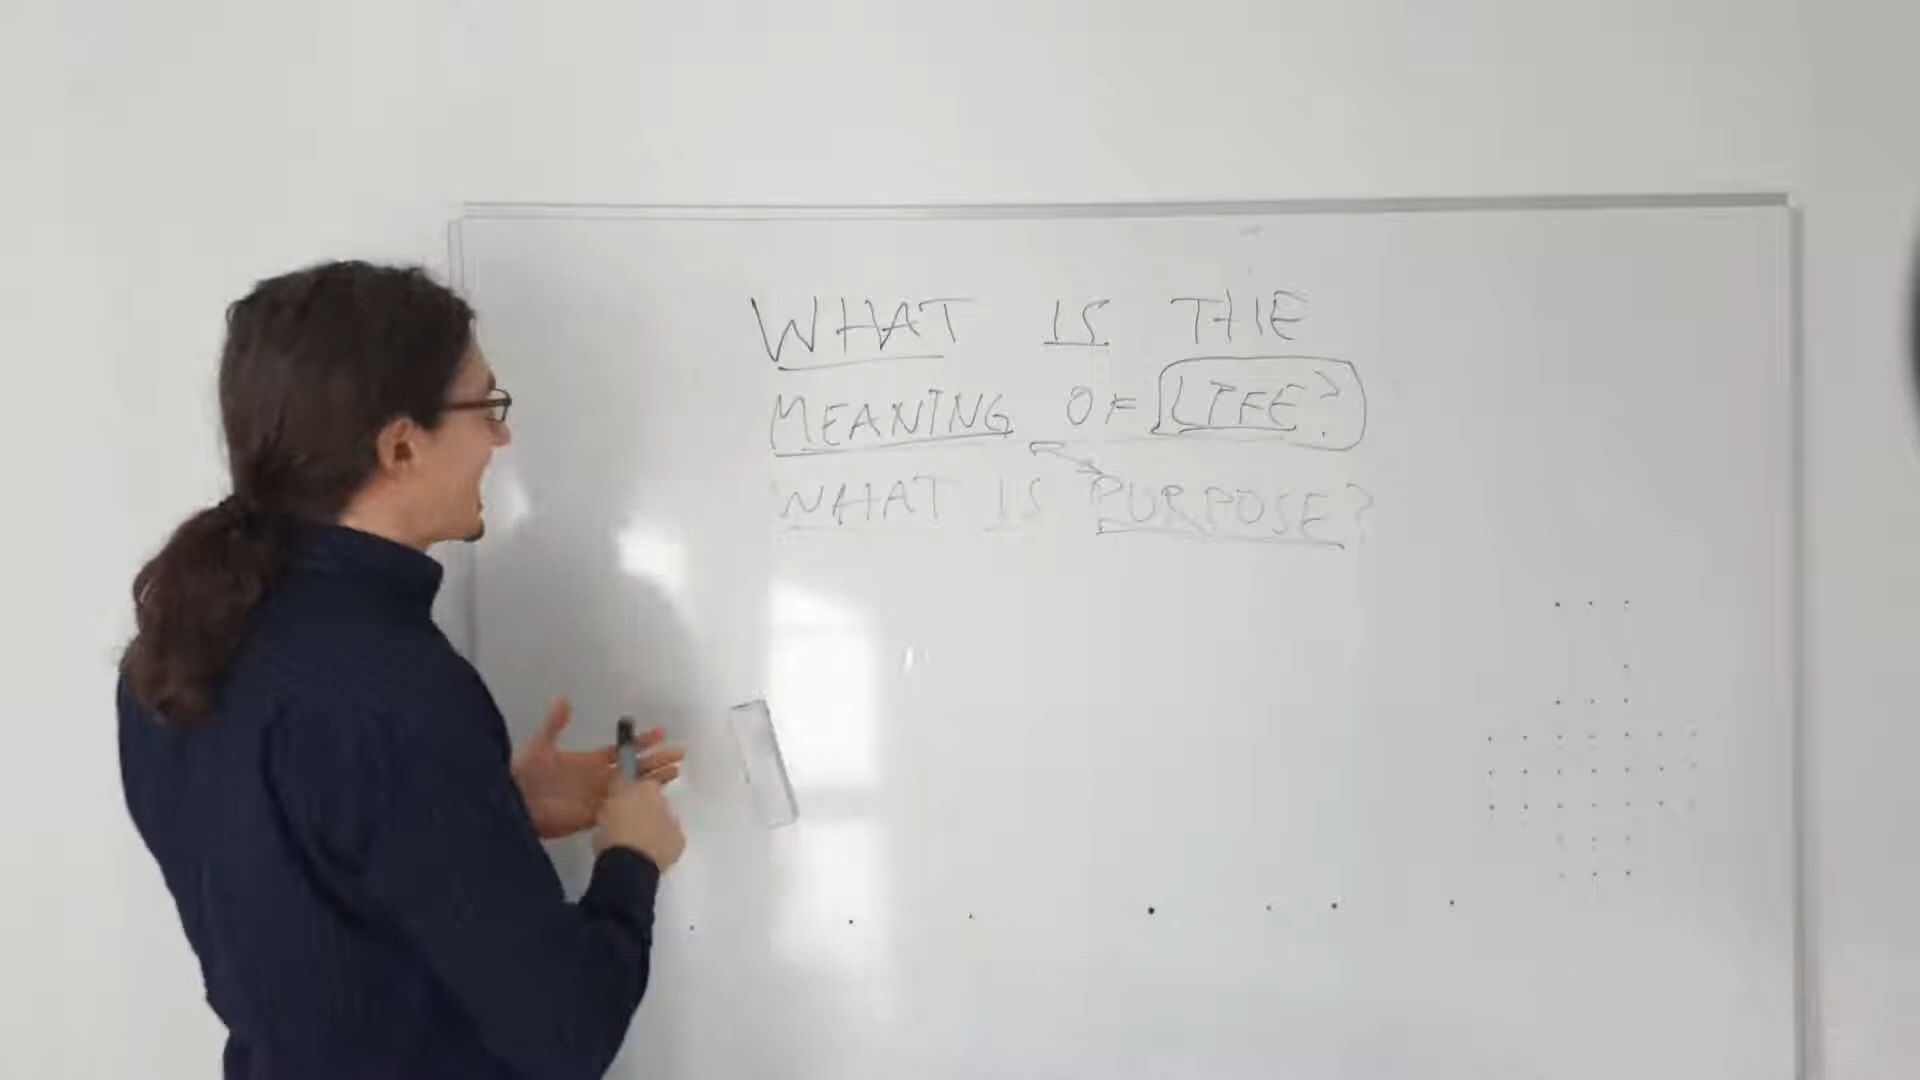 WHAT IS THE
MEANING OF LIFE?
WHAT IS PURPOSE?